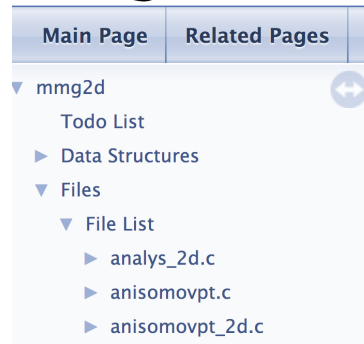 Main Page Related Pages
mmg2d
Todo List
Data Structures
Files
File List
analys_2d.c
anisomovpt.c
anisomovpt_2d.c